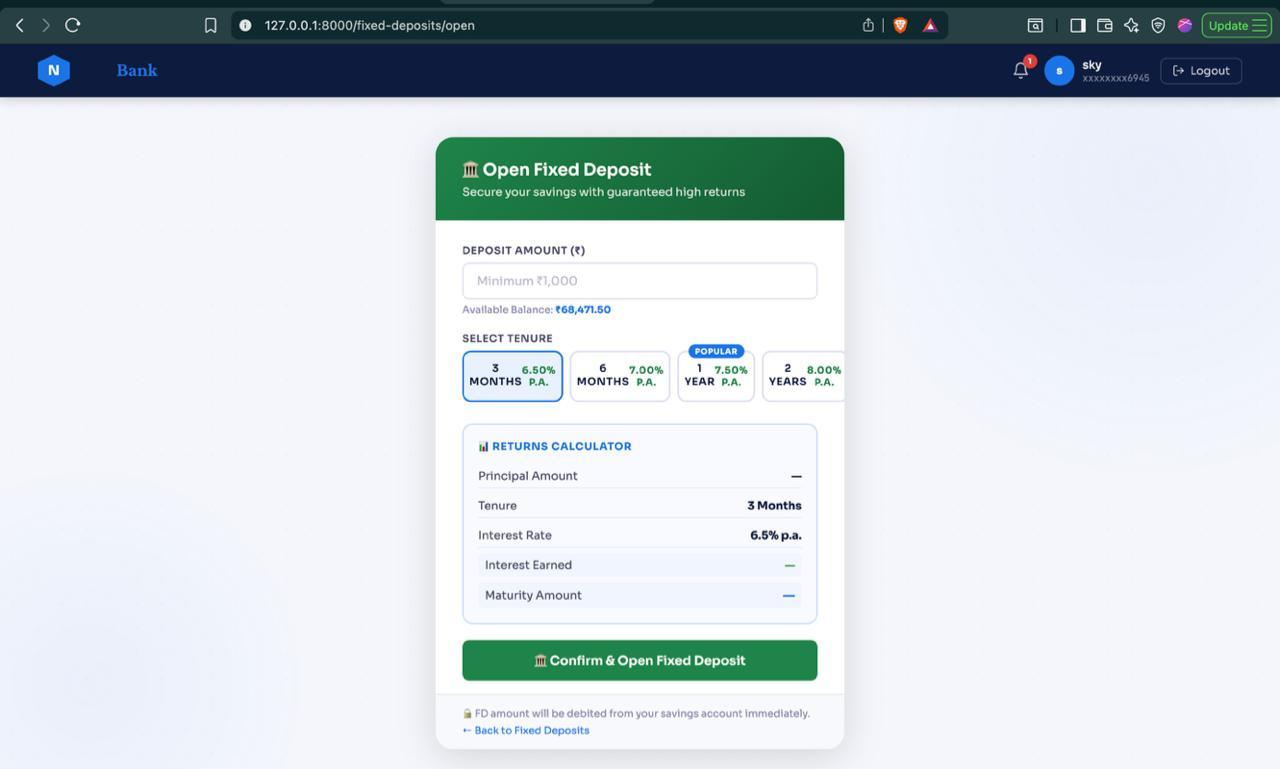 127.0.0.1:8000/fixed-deposits/open
Update
N
Bank
1
s
sky
xxxxxxxx6945
Logout
🏛️ Open Fixed Deposit
Secure your savings with guaranteed high returns
DEPOSIT AMOUNT (₹)
Minimum ₹1,000
Available Balance: ₹68,471.50
SELECT TENURE
3 MONTHS 6.50% P.A.
6 MONTHS 7.00% P.A.
POPULAR
1 YEAR 7.50% P.A.
2 YEARS 8.00% P.A.
📊 RETURNS CALCULATOR
Principal Amount —
Tenure 3 Months
Interest Rate 6.5% p.a.
Interest Earned —
Maturity Amount —
🏛️ Confirm & Open Fixed Deposit
🔒 FD amount will be debited from your savings account immediately.
← Back to Fixed Deposits